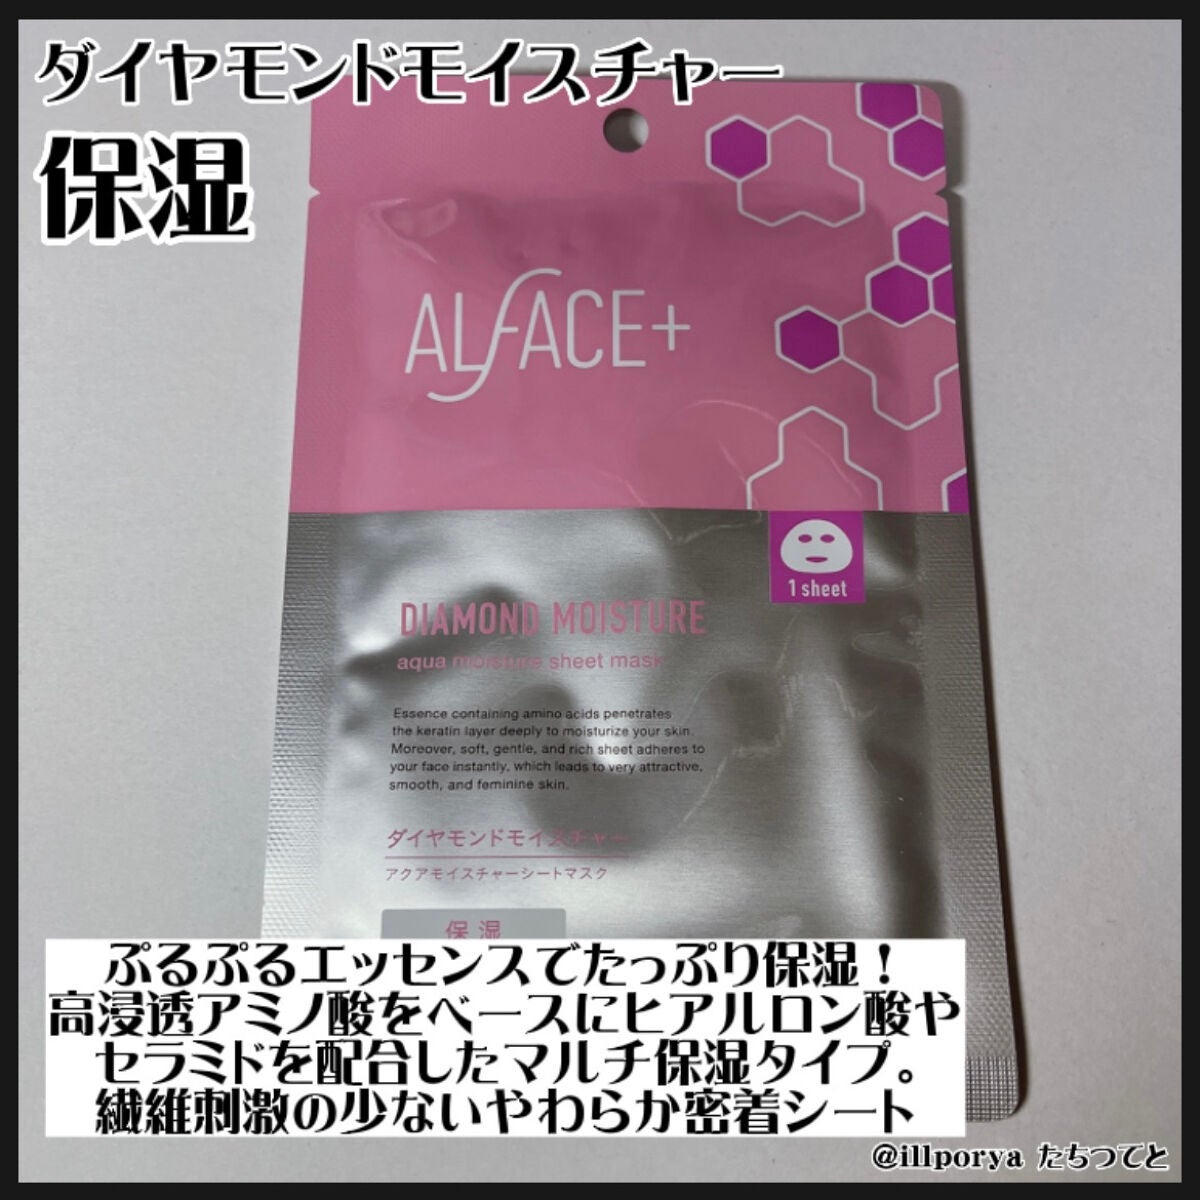 ダイヤモンドモイスチャー
保湿
ALFACE+
1 sheet
DIAMOND MOISTURE
aqua moisture sheet mask
Essence containing amino acids penetrates
the keratin layer deeply to moisturize your skin.
Moreover, soft, gentle, and rich sheet adheres to
your face instantly, which leads to very attractive,
smooth, and feminine skin.
ダイヤモンドモイスチャー
アクアモイスチャーシートマスク
保湿
ぷるぷるエッセンスでたっぷり保湿！
高浸透アミノ酸をベースにヒアルロン酸や
セラミドを配合したマルチ保湿タイプ。
繊維刺激の少ないやわらか密着シート
@illporya たちつてと